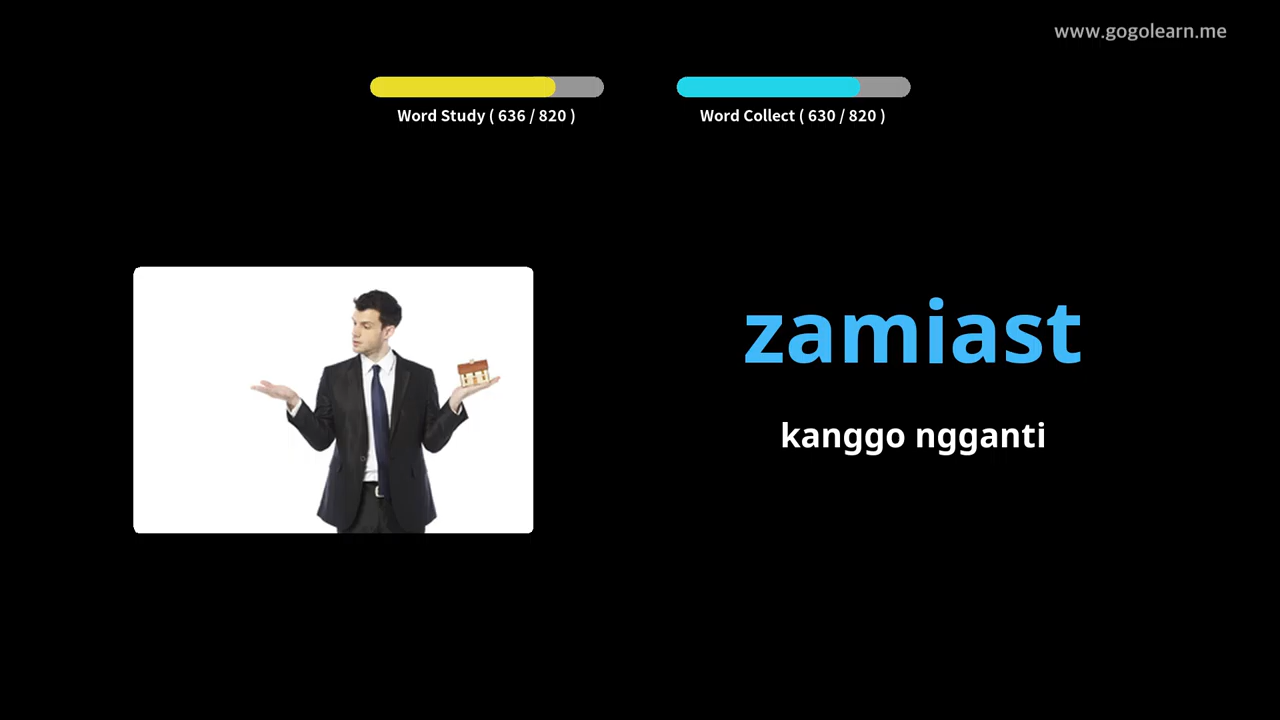 www.gogolearn.me
Word Study ( 636 / 820 )
Word Collect ( 630 / 820 )
zamiast
kanggo ngganti